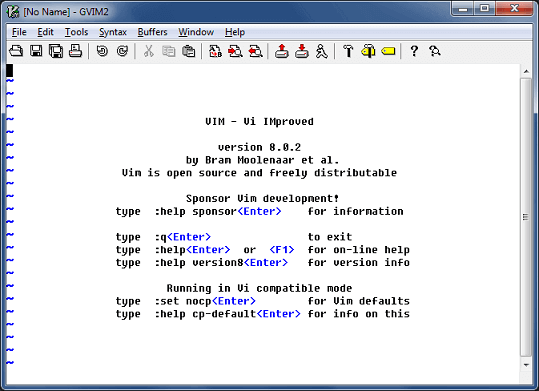 [No Name] - GVIM2
File Edit Tools Syntax Buffers Window Help
~
~
~
~
VIM - Vi IMproved
~
~
version 8.0.2
~
by Bram Moolenaar et al.
~
Vim is open source and freely distributable
~
~
Sponsor Vim development!
~
type :help sponsor<Enter> for information
~
~
type :q<Enter> to exit
~
type :help<Enter> or <F1> for on-line help
~
type :help version8<Enter> for version info
~
~
Running in Vi compatible mode
~
type :set nocp<Enter> for Vim defaults
~
type :help cp-default<Enter> for info on this
~
~
~
~